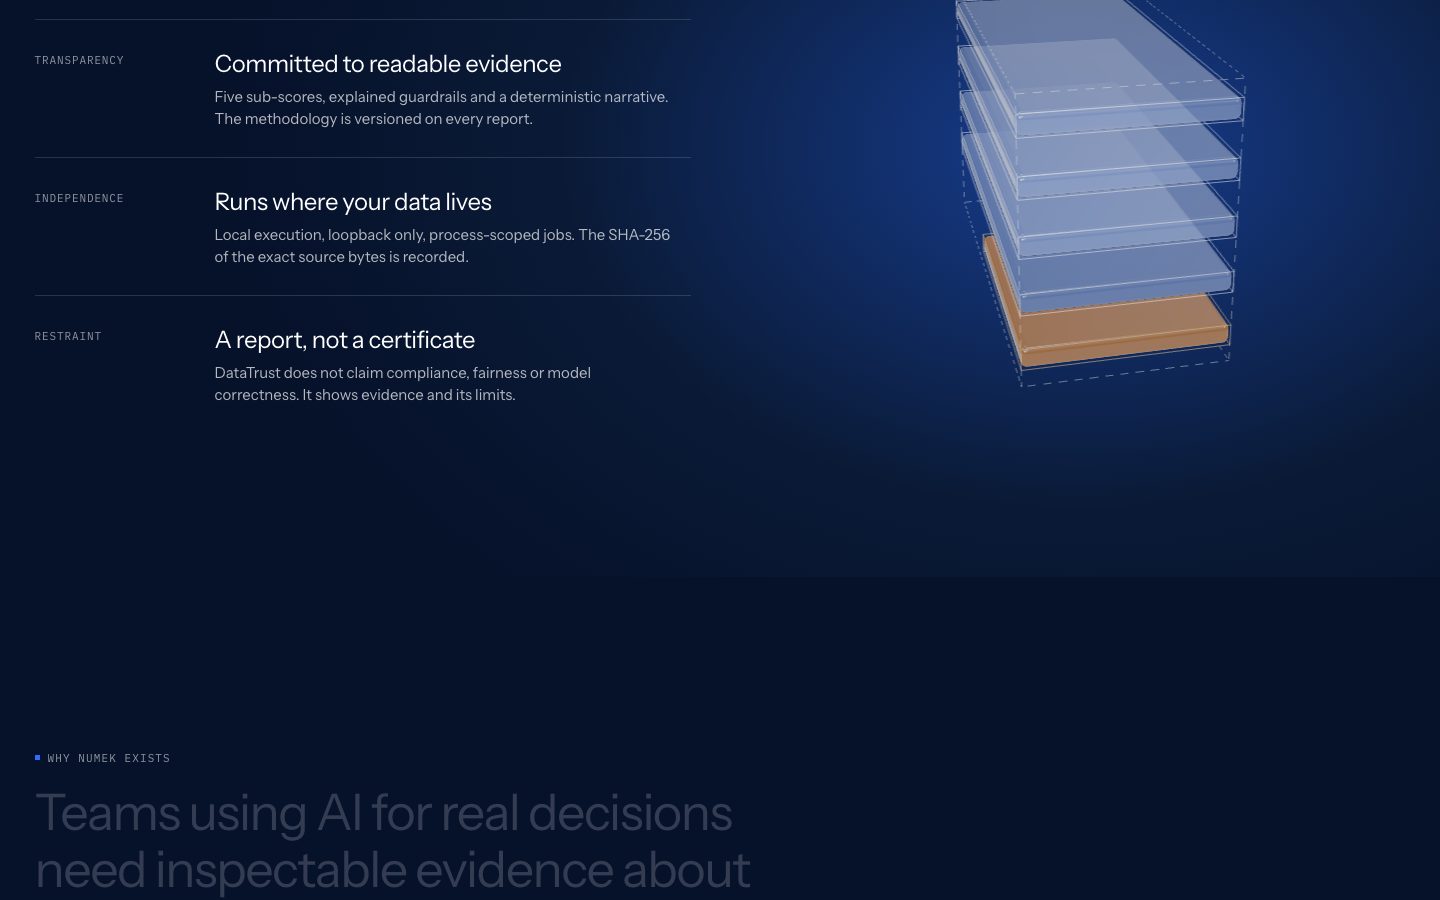 TRANSPARENCY
Committed to readable evidence
Five sub-scores, explained guardrails and a deterministic narrative.
The methodology is versioned on every report.
INDEPENDENCE
Runs where your data lives
Local execution, loopback only, process-scoped jobs. The SHA-256
of the exact source bytes is recorded.
RESTRAINT
A report, not a certificate
DataTrust does not claim compliance, fairness or model
correctness. It shows evidence and its limits.
WHY NUMEK EXISTS
Teams using AI for real decisions
need inspectable evidence about